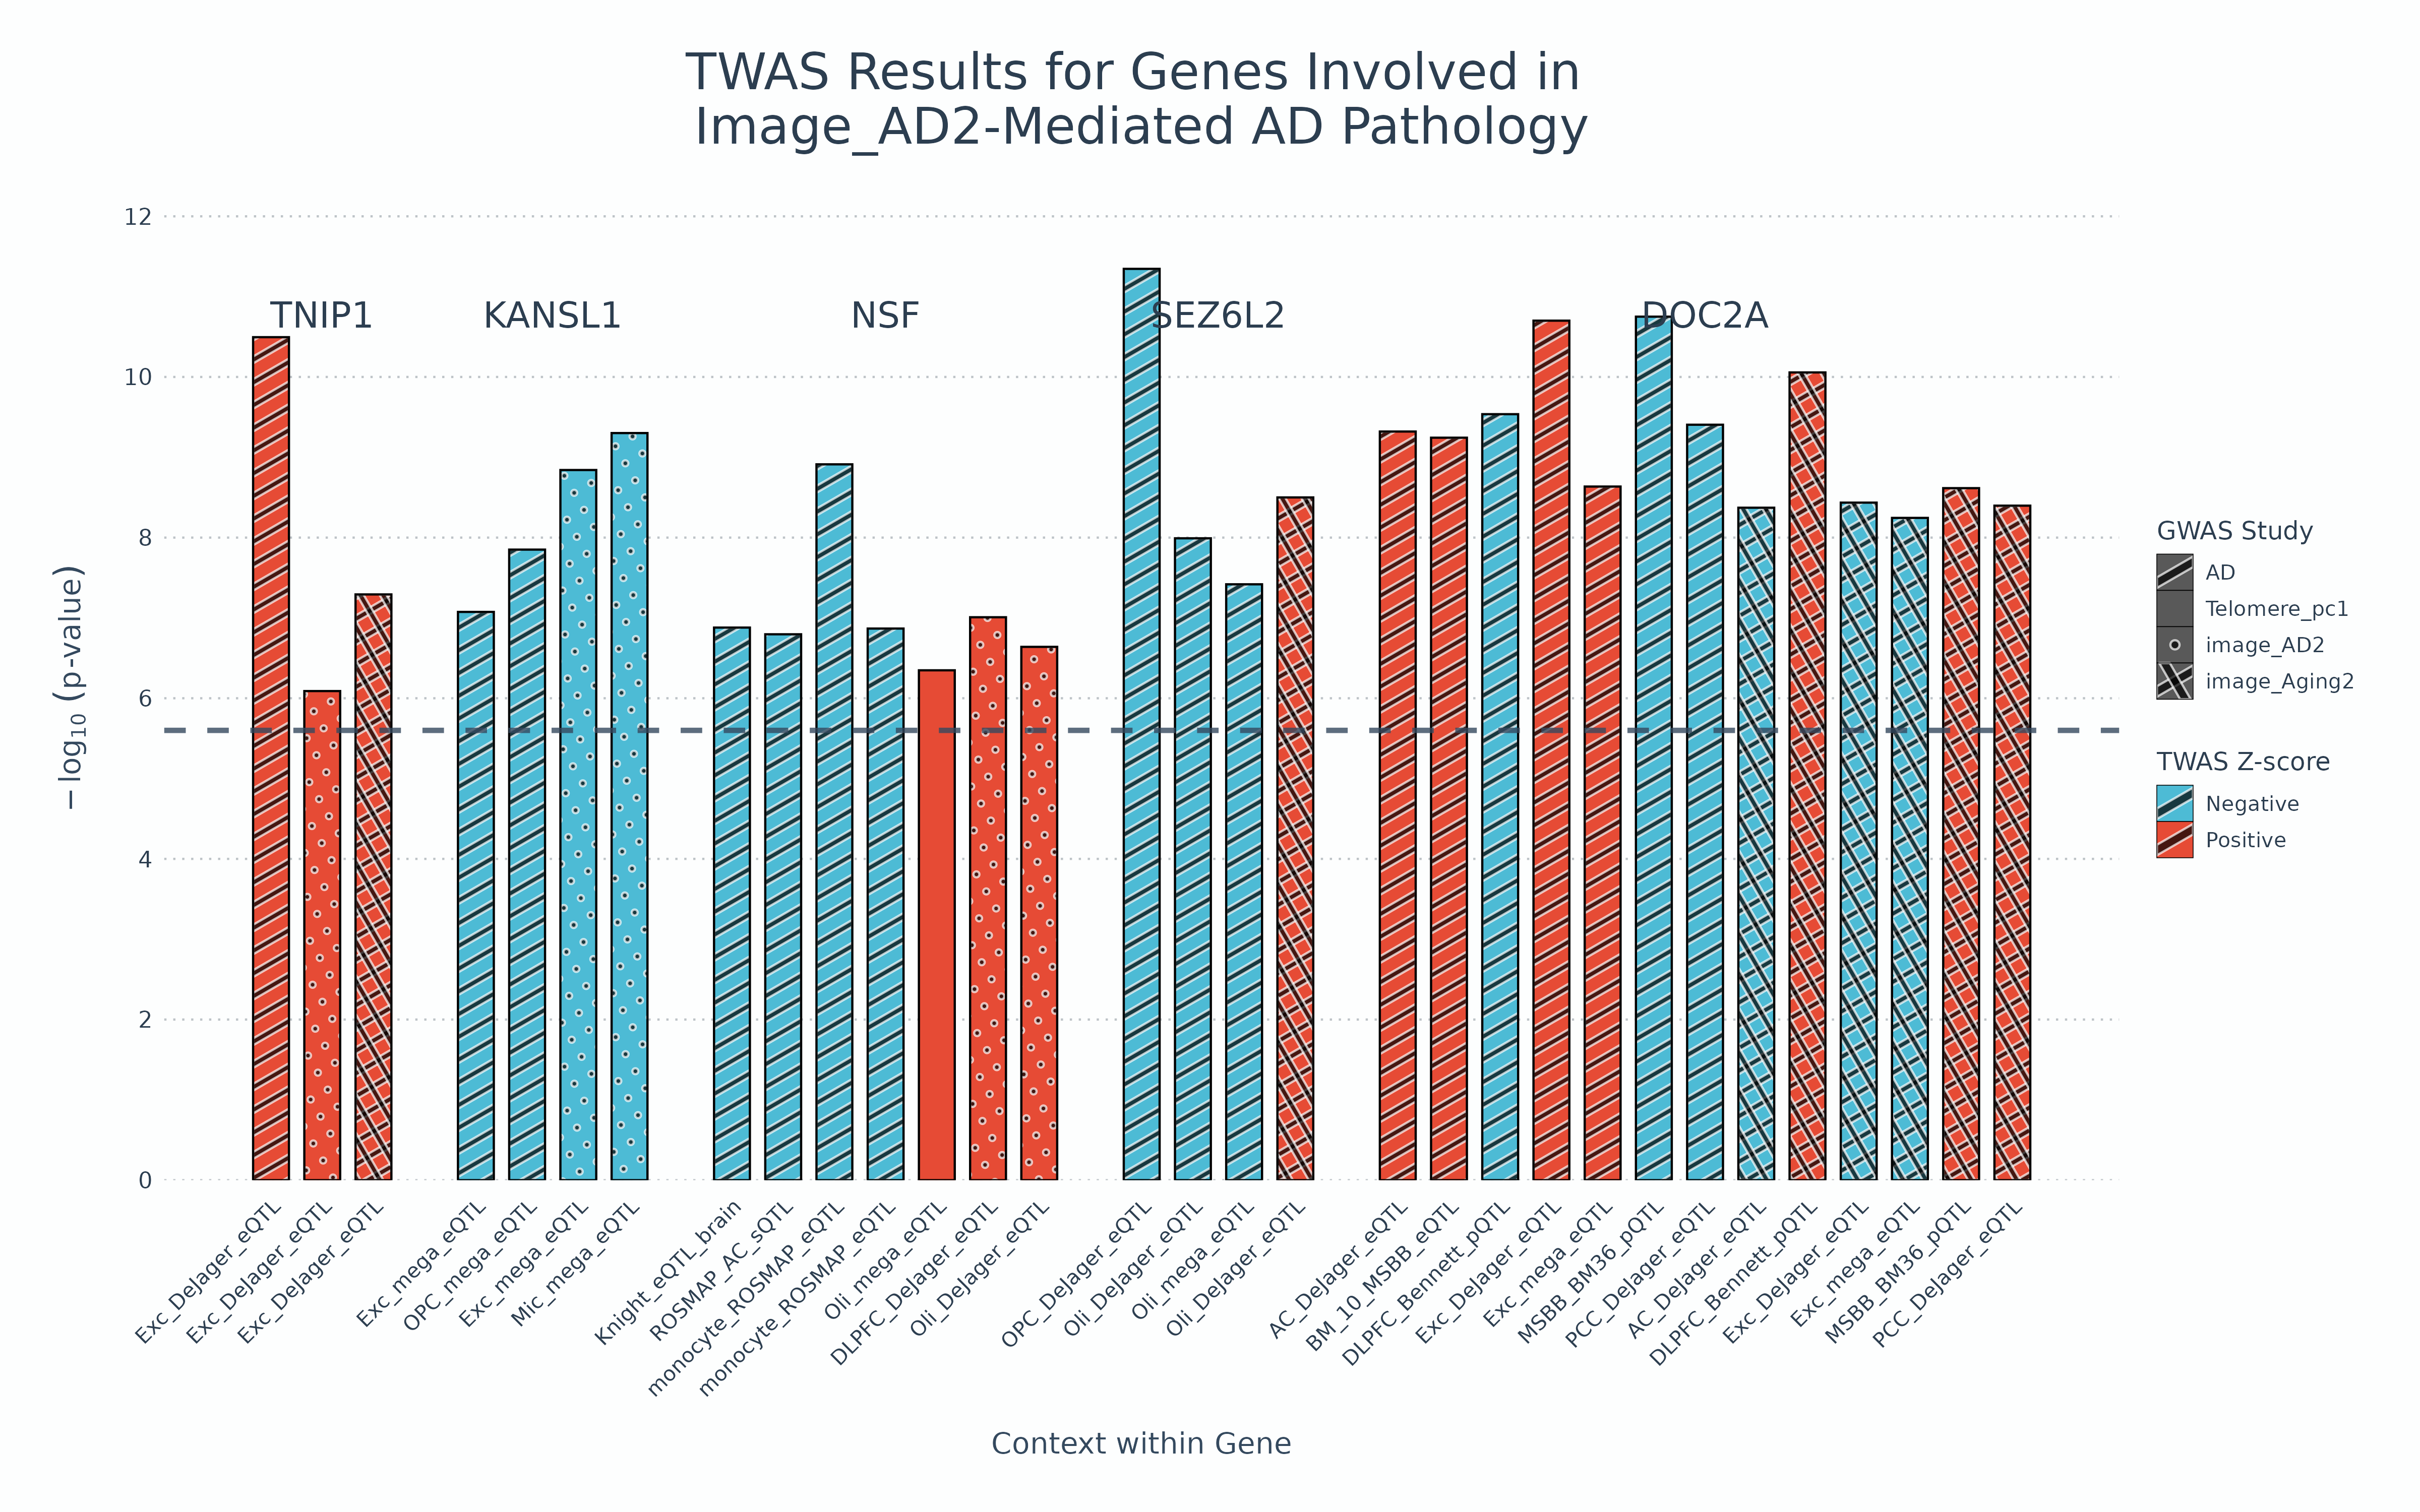 TWAS Results for Genes Involved in
Image_AD2-Mediated AD Pathology
12
10
8
6
4
2
0
−log10 (p-value)
TNIP1
KANSL1
NSF
SEZ6L2
DOC2A
Exc_DeJager_eQTL
Exc_DeJager_eQTL
Exc_DeJager_eQTL
Exc_mega_eQTL
OPC_mega_eQTL
Exc_mega_eQTL
Mic_mega_eQTL
Knight_eQTL_brain
ROSMAP_AC_sQTL
monocyte_ROSMAP_eQTL
monocyte_ROSMAP_eQTL
Oli_mega_eQTL
DLPFC_DeJager_eQTL
Oli_DeJager_eQTL
OPC_DeJager_eQTL
Oli_DeJager_eQTL
Oli_mega_eQTL
Oli_DeJager_eQTL
AC_DeJager_eQTL
BM_10_MSBB_eQTL
DLPFC_Bennett_pQTL
Exc_DeJager_eQTL
Exc_mega_eQTL
MSBB_BM36_pQTL
PCC_DeJager_eQTL
AC_DeJager_eQTL
DLPFC_Bennett_pQTL
Exc_DeJager_eQTL
Exc_mega_eQTL
MSBB_BM36_pQTL
PCC_DeJager_eQTL
Context within Gene
GWAS Study
AD
Telomere_pc1
image_AD2
image_Aging2
TWAS Z-score
Negative
Positive